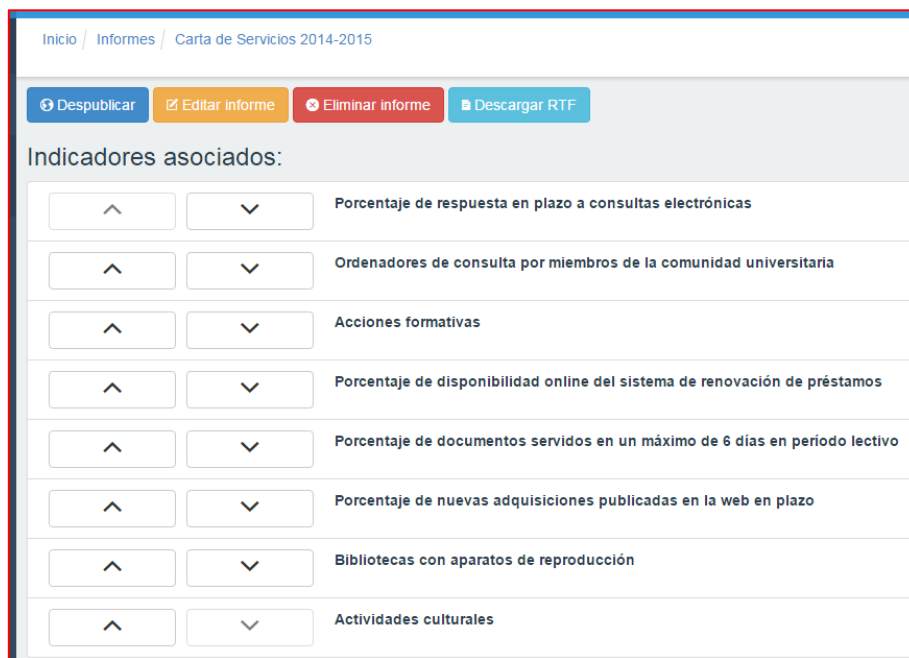 Inicio / Informes / Carta de Servicios 2014-2015
Despublicar Editar informe Eliminar informe Descargar RTF
Indicadores asociados:
Porcentaje de respuesta en plazo a consultas electrónicas
Ordenadores de consulta por miembros de la comunidad universitaria
Acciones formativas
Porcentaje de disponibilidad online del sistema de renovación de préstamos
Porcentaje de documentos servidos en un máximo de 6 días en período lectivo
Porcentaje de nuevas adquisiciones publicadas en la web en plazo
Bibliotecas con aparatos de reproducción
Actividades culturales